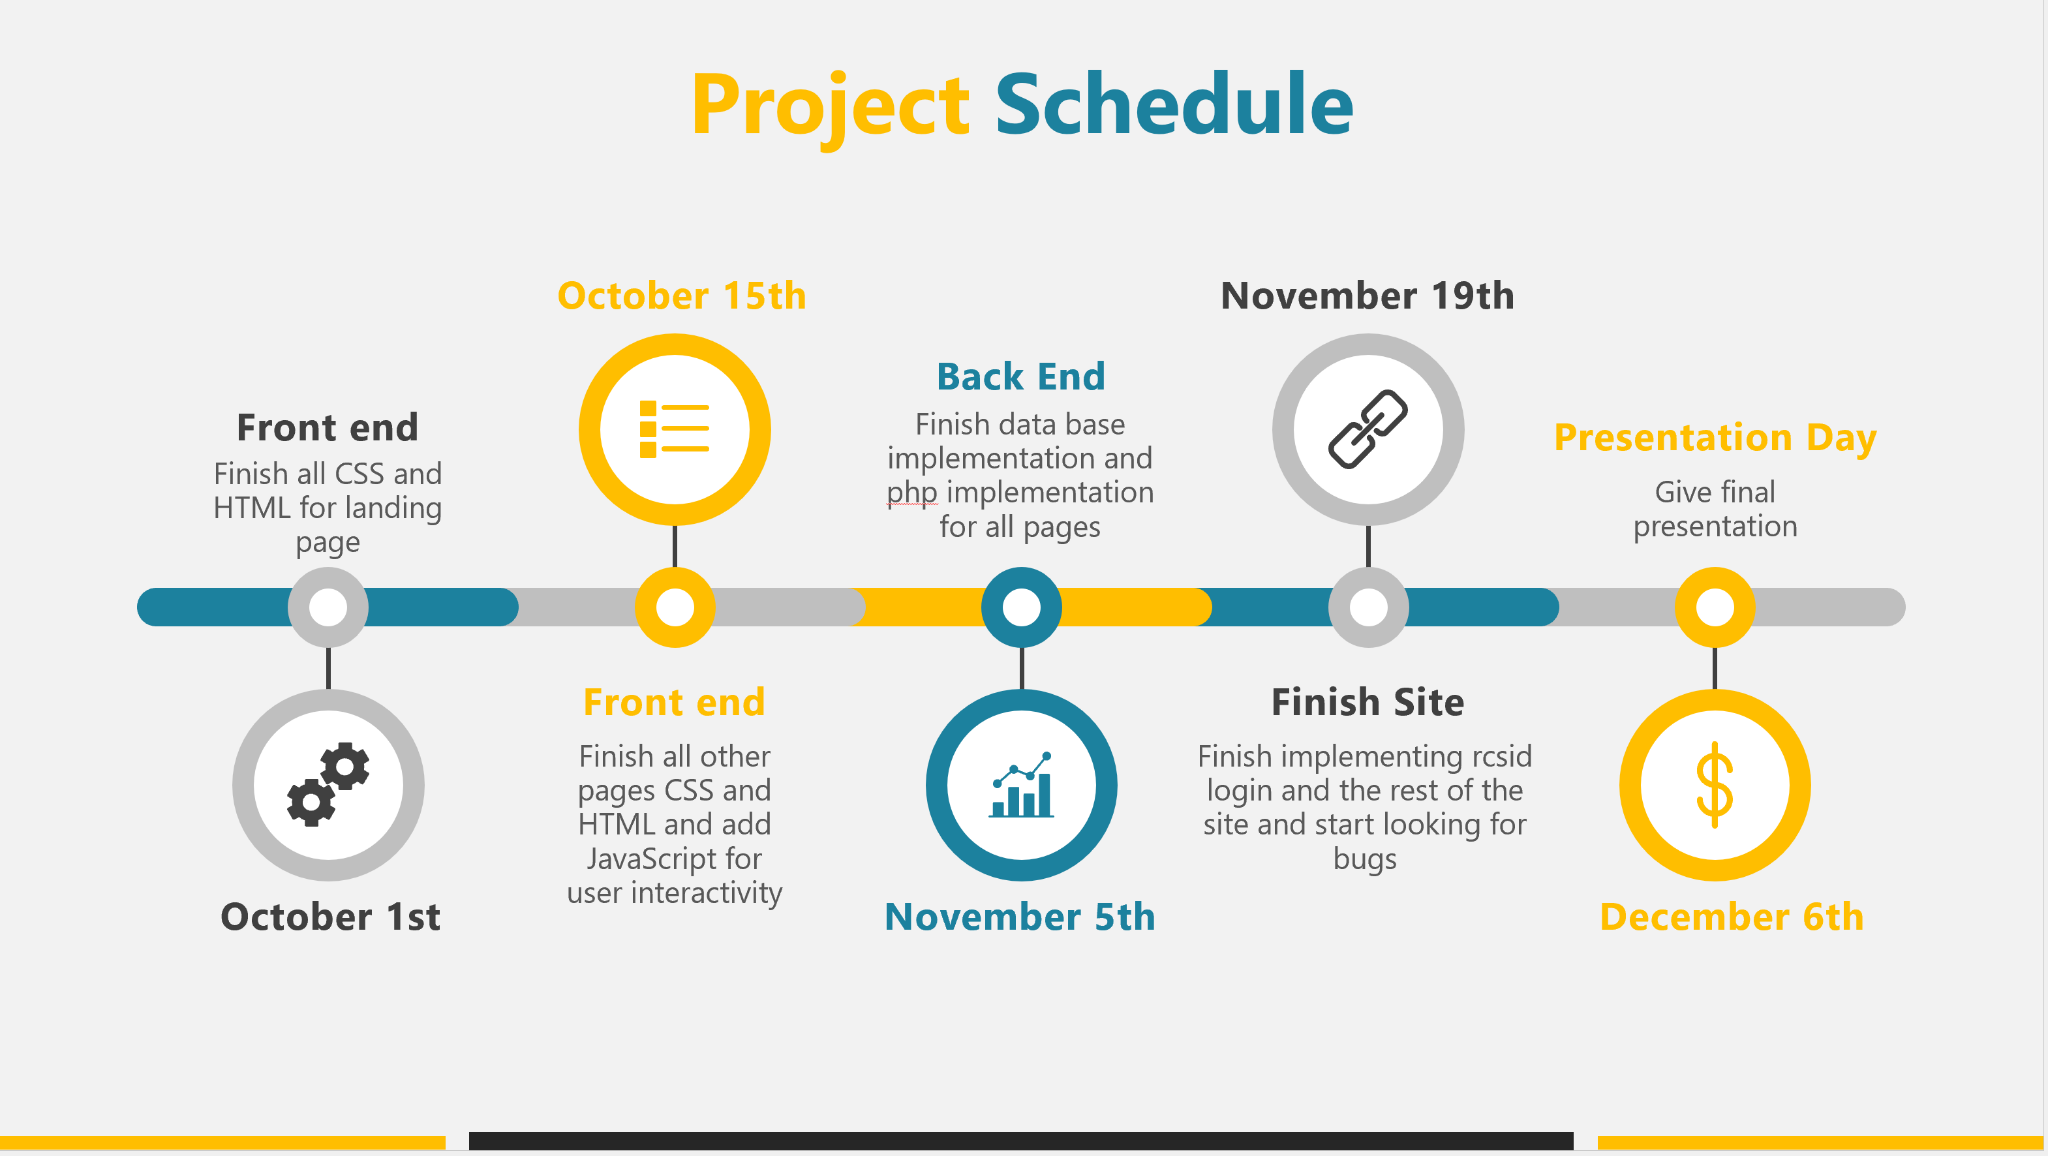 Project Schedule
Front end
Finish all CSS and
HTML for landing
page
October 1st
October 15th
Front end
Finish all other
pages CSS and
HTML and add
JavaScript for
user interactivity
Back End
Finish data base
implementation and
php implementation
for all pages
November 5th
November 19th
Finish Site
Finish implementing rcsid
login and the rest of the
site and start looking for
bugs
Presentation Day
Give final
presentation
December 6th